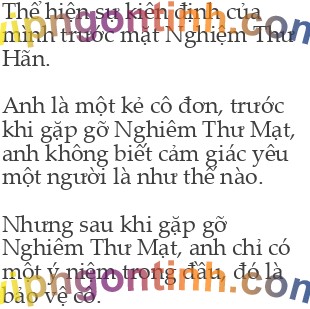 Thể hiện sự kiên định của
mình trước mặt Nghiêm Thư
Hãn.
Anh là một kẻ cô đơn, trước
khi gặp gỡ Nghiêm Thư Mạt,
anh không biết cảm giác yêu
một người là như thế nào.
Nhưng sau khi gặp gỡ
Nghiêm Thư Mạt, anh chỉ có
một ý niệm trong đầu, đó là
bảo vệ cô.
vipngontinh.com
vipngontinh.com